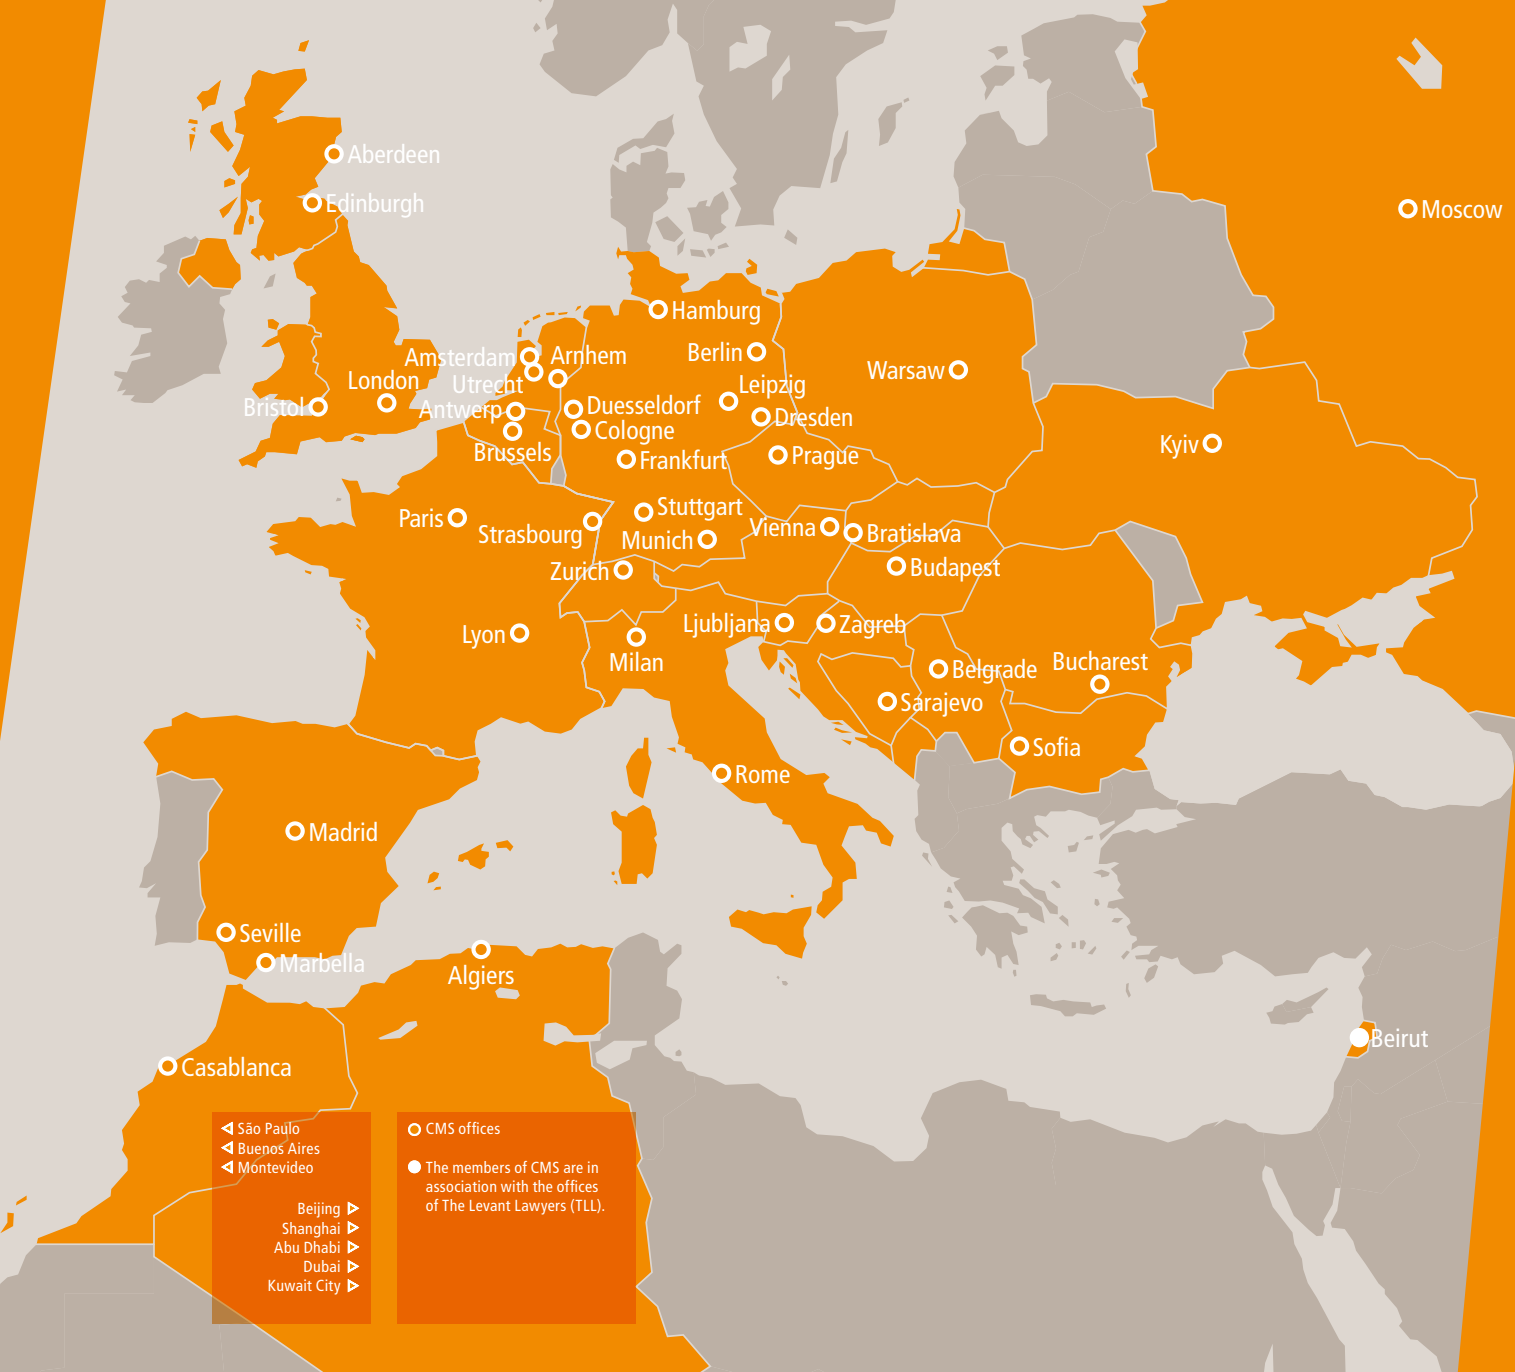 Aberdeen
Edinburgh
Moscow
Hamburg
Amsterdam
Arnhem
Berlin
London
Utrecht
Warsaw
Leipzig
Bristol
Antwerp
Duesseldorf
Dresden
Cologne
Kyiv
Brussels
Frankfurt
Prague
Paris
Stuttgart
Strasbourg
Vienna
Bratislava
Munich
Zurich
Budapest
Lyon
Ljubljana
Zagreb
Milan
Belgrade
Bucharest
Sarajevo
Sofia
Rome
Madrid
Seville
Marbella
Algiers
Beirut
Casablanca
São Paulo
Buenos Aires
Montevideo
Beijing
Shanghai
Abu Dhabi
Dubai
Kuwait City
CMS offices
The members of CMS are in
association with the offices
of The Levant Lawyers (TLL).